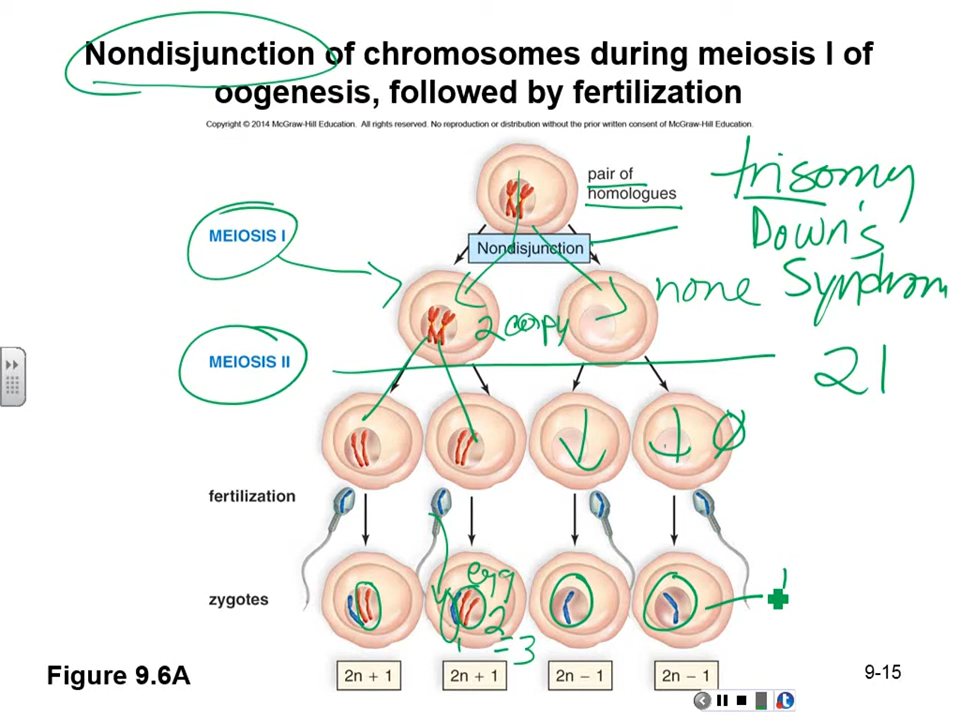 Nondisjunction of chromosomes during meiosis I of
oogenesis, followed by fertilization
Copyright © 2014 McGraw-Hill Education. All rights reserved. No reproduction or distribution without the prior written consent of McGraw-Hill Education.
pair of
homologues
trisomy
Down's
Syndrom
MEIOSIS I
Nondisjunction
none
2 copy
MEIOSIS II
21
fertilization
zygotes
egg
2
1 = 3
1
2n + 1
2n + 1
2n − 1
2n − 1
Figure 9.6A
9-15